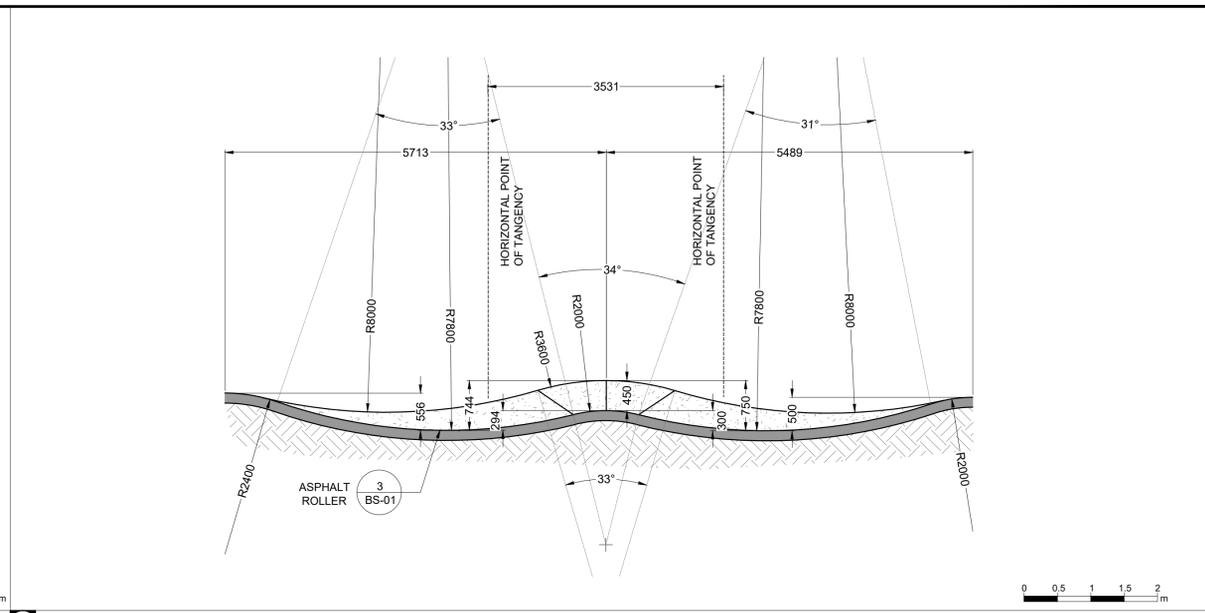 3531
33°
31°
5713
5489
HORIZONTAL POINT
OF TANGENCY
HORIZONTAL POINT
OF TANGENCY
34°
R8000
R7800
R3600
R2000
R7800
R8000
556
744
294
450
300
750
500
R2400
ASPHALT
ROLLER
3
BS-01
33°
R2000
0 0.5 1 1.5 2
m
m